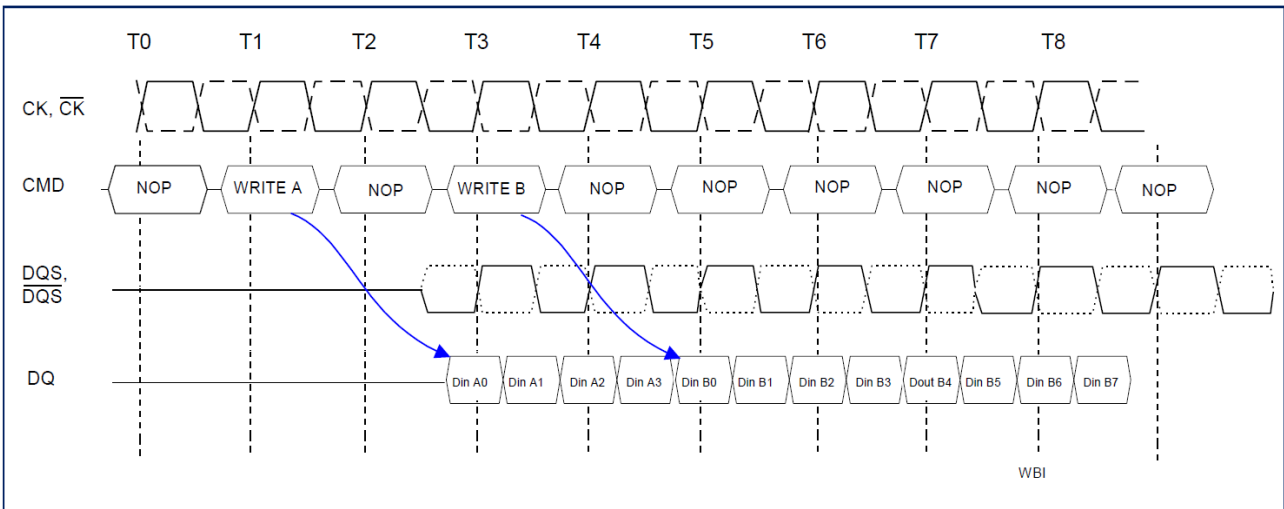 T0 T1 T2 T3 T4 T5 T6 T7 T8
CK, CK
CMD NOP WRITE A NOP WRITE B NOP NOP NOP NOP NOP NOP
DQS,
DQS
DQ Din A0 Din A1 Din A2 Din A3 Din B0 Din B1 Din B2 Din B3 Dout B4 Din B5 Din B6 Din B7
WBI